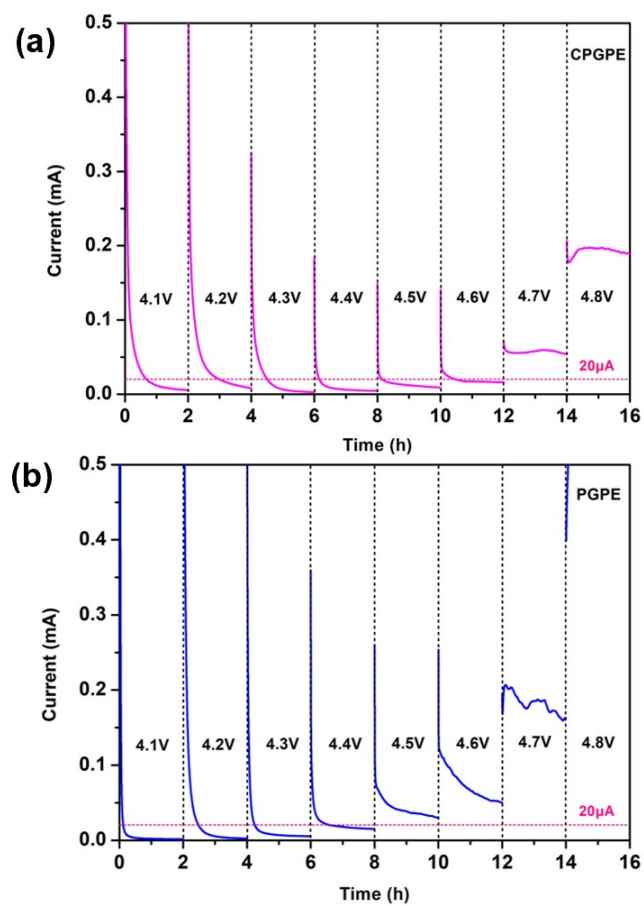 (a)
CPGPE
0.5
0.4
0.3
0.2
0.1
0.0
Current (mA)
4.1V 4.2V 4.3V 4.4V 4.5V 4.6V 4.7V 4.8V
20µA
0 2 4 6 8 10 12 14 16
Time (h)
(b)
PGPE
0.5
0.4
0.3
0.2
0.1
0.0
Current (mA)
4.1V 4.2V 4.3V 4.4V 4.5V 4.6V 4.7V 4.8V
20µA
0 2 4 6 8 10 12 14 16
Time (h)